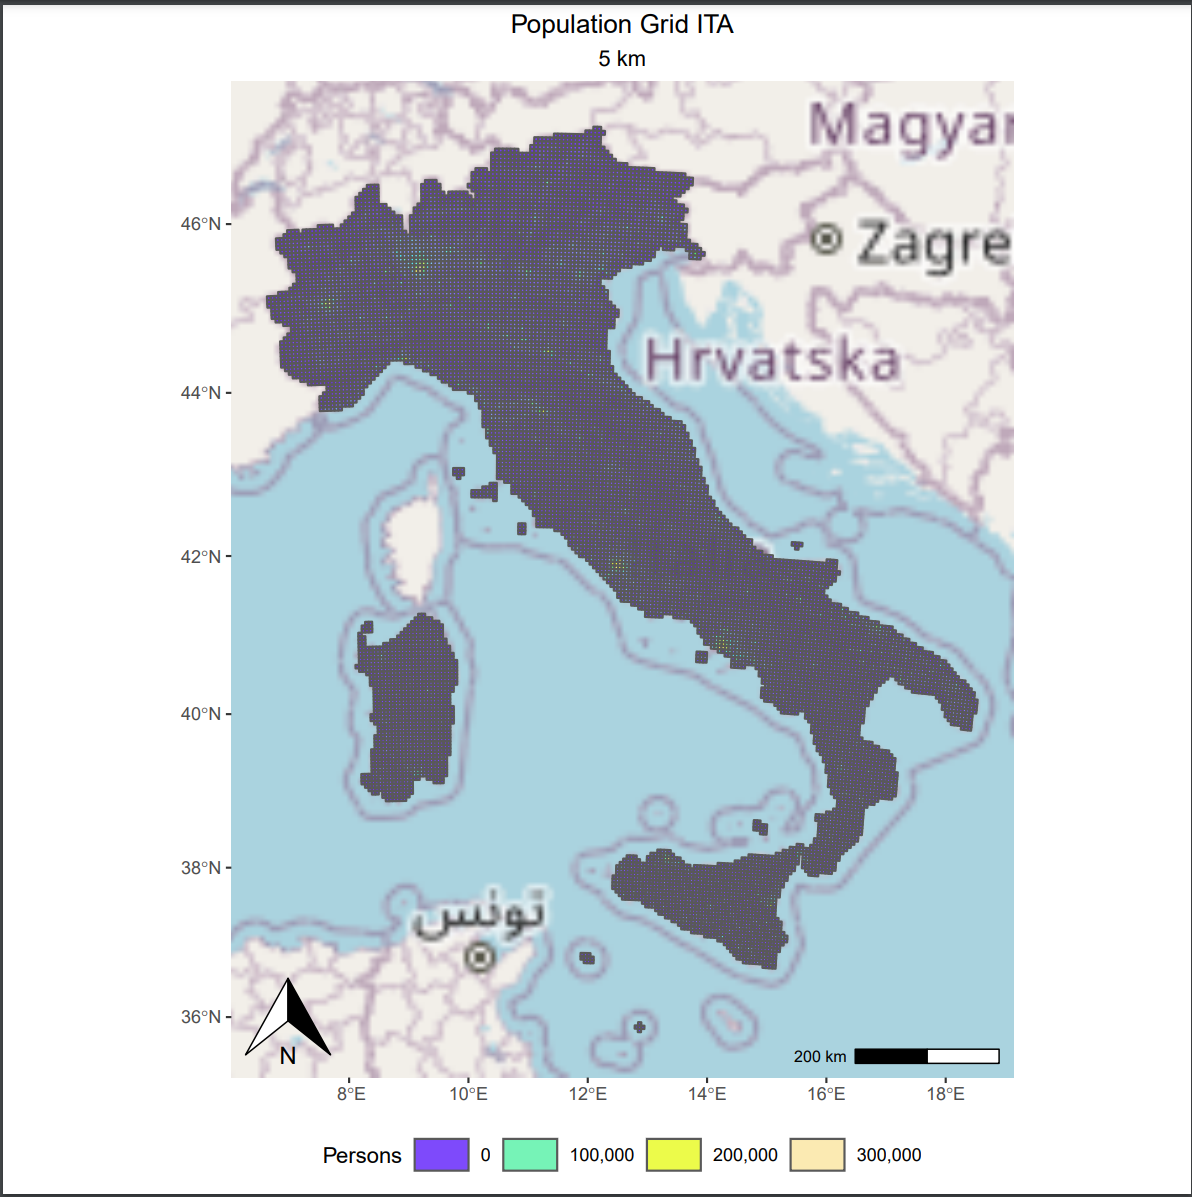 Population Grid ITA
5 km
Magyar
Zagre
Hrvatska
تونس
46°N
44°N
42°N
40°N
38°N
36°N
N
200 km
8°E
10°E
12°E
14°E
16°E
18°E
Persons
0
100,000
200,000
300,000